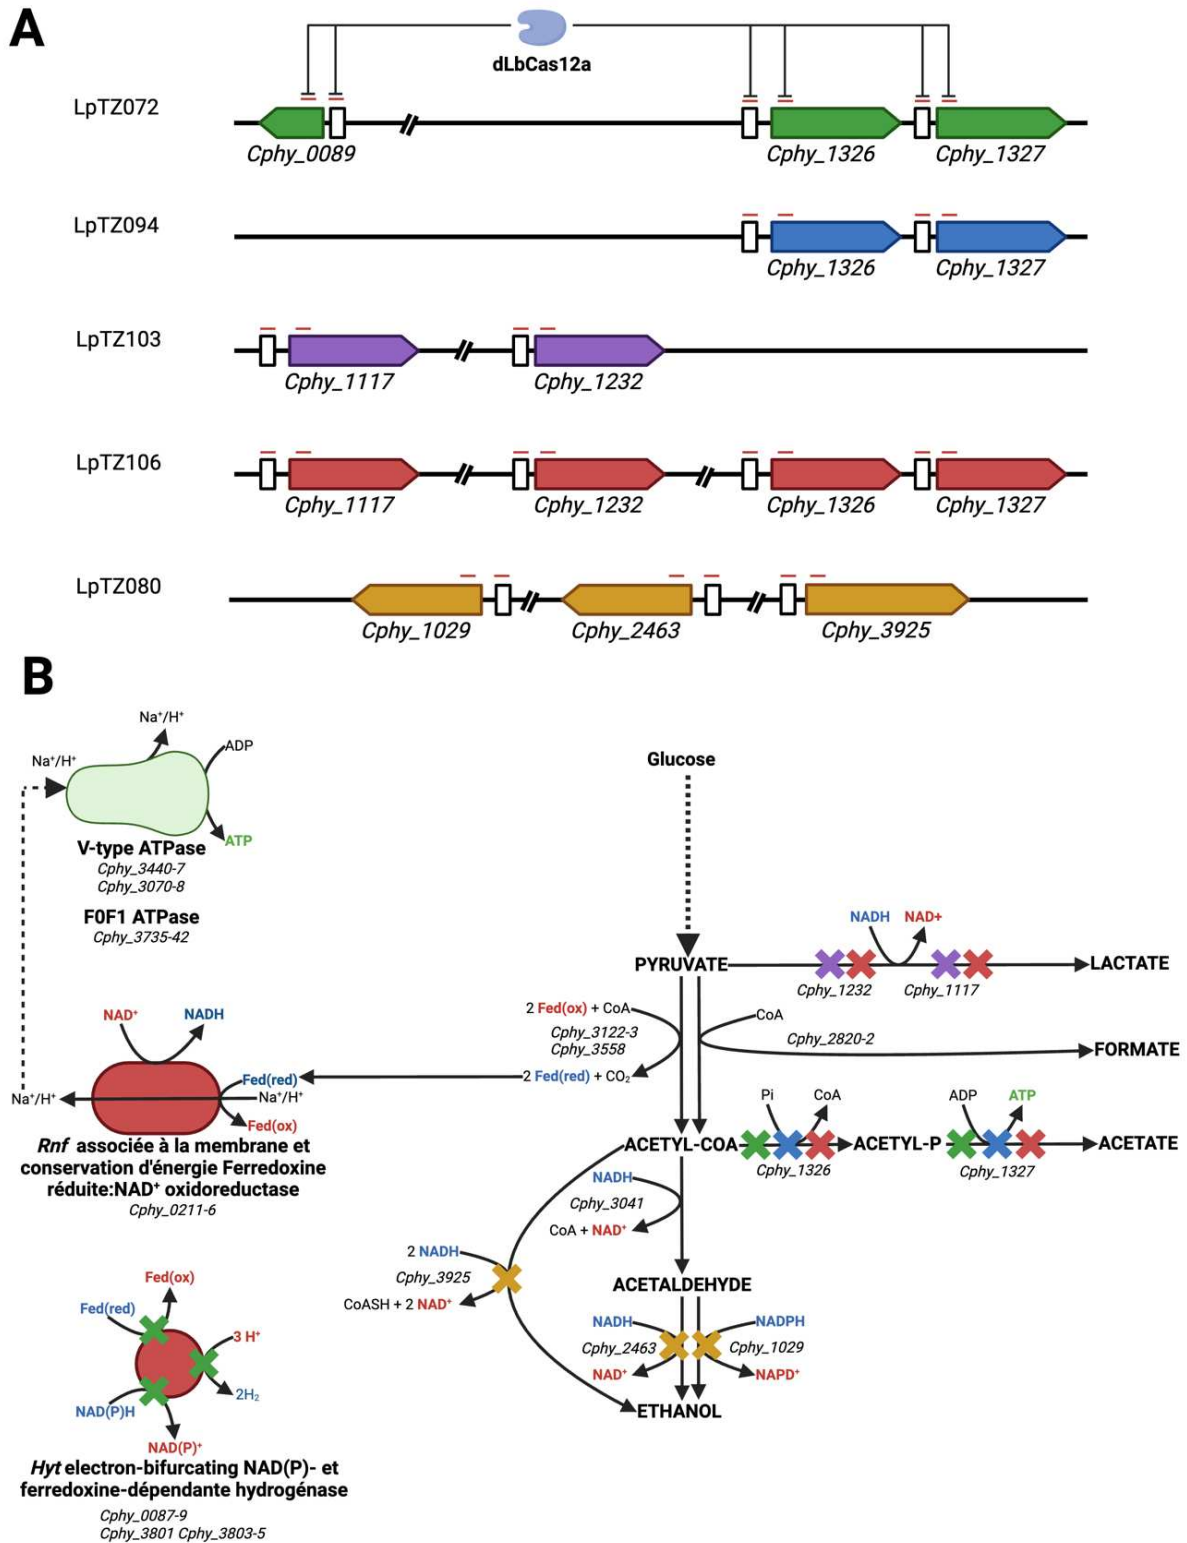 A
dLbCas12a
LpTZ072
Cphy_0089
Cphy_1326
Cphy_1327
LpTZ094
Cphy_1326
Cphy_1327
LpTZ103
Cphy_1117
Cphy_1232
LpTZ106
Cphy_1117
Cphy_1232
Cphy_1326
Cphy_1327
LpTZ080
Cphy_1029
Cphy_2463
Cphy_3925
B
Na⁺/H⁺
Na⁺/H⁺
ADP
ATP
V-type ATPase
Cphy_3440-7
Cphy_3070-8
F0F1 ATPase
Cphy_3735-42
NAD⁺
NADH
Fed(red)
Na⁺/H⁺
Na⁺/H⁺
Fed(ox)
Rnf associée à la membrane et
conservation d'énergie Ferredoxine
réduite:NAD⁺ oxidoreductase
Cphy_0211-6
Fed(ox)
Fed(red)
3 H⁺
2H₂
NAD(P)H
NAD(P)⁺
Hyt electron-bifurcating NAD(P)- et
ferredoxine-dépendante hydrogénase
Cphy_0087-9
Cphy_3801 Cphy_3803-5
Glucose
NADH
NAD+
PYRUVATE
LACTATE
Cphy_1232
Cphy_1117
2 Fed(ox) + CoA
CoA
Cphy_3122-3
Cphy_3558
Cphy_2820-2
FORMATE
2 Fed(red) + CO₂
Pi
CoA
ADP
ATP
ACETYL-COA
ACETYL-P
ACETATE
Cphy_1326
Cphy_1327
NADH
Cphy_3041
CoA + NAD⁺
2 NADH
Cphy_3925
CoASH + 2 NAD⁺
ACETALDEHYDE
NADH
NADPH
Cphy_2463
Cphy_1029
NAD⁺
NAPD⁺
ETHANOL